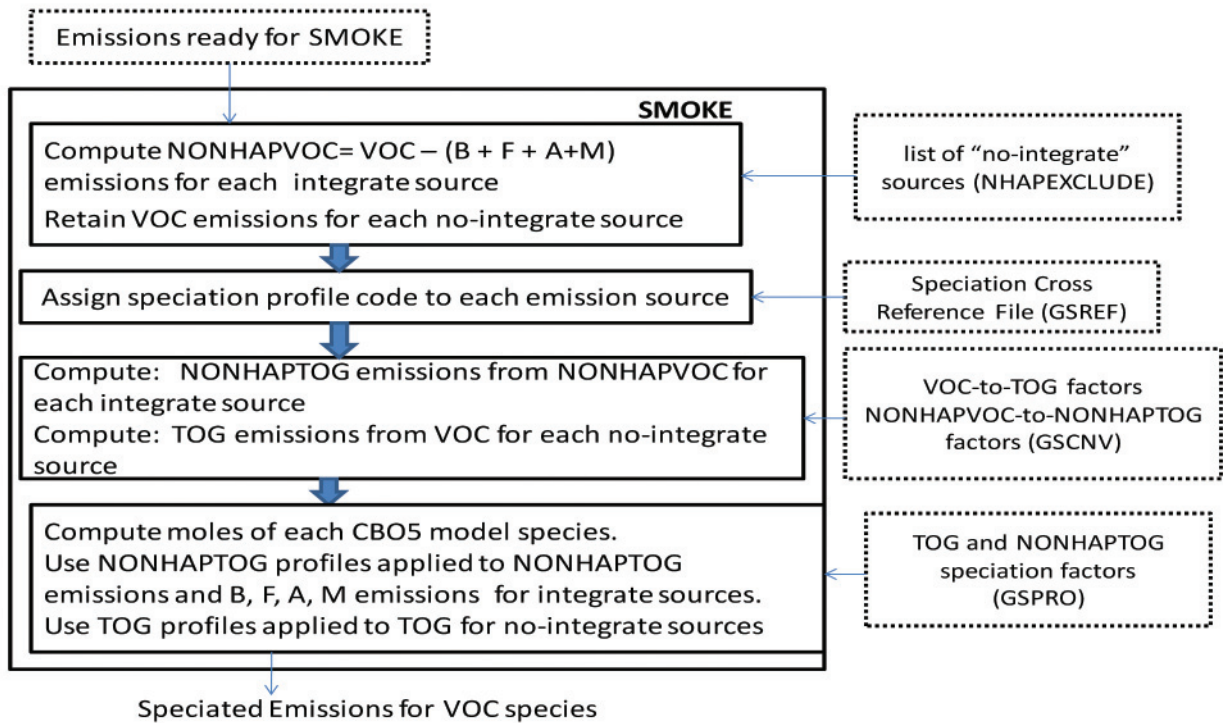 Emissions ready for SMOKE
SMOKE
Compute NONHAPVOC= VOC – (B + F + A+M)
emissions for each integrate source
Retain VOC emissions for each no-integrate source
list of “no-integrate”
sources (NHAPEXCLUDE)
Assign speciation profile code to each emission source
Speciation Cross
Reference File (GSREF)
Compute: NONHAPTOG emissions from NONHAPVOC for
each integrate source
Compute: TOG emissions from VOC for each no-integrate
source
VOC-to-TOG factors
NONHAPVOC-to-NONHAPTOG
factors (GSCNV)
Compute moles of each CBO5 model species.
Use NONHAPTOG profiles applied to NONHAPTOG
emissions and B, F, A, M emissions for integrate sources.
Use TOG profiles applied to TOG for no-integrate sources
TOG and NONHAPTOG
speciation factors
(GSPRO)
Speciated Emissions for VOC species